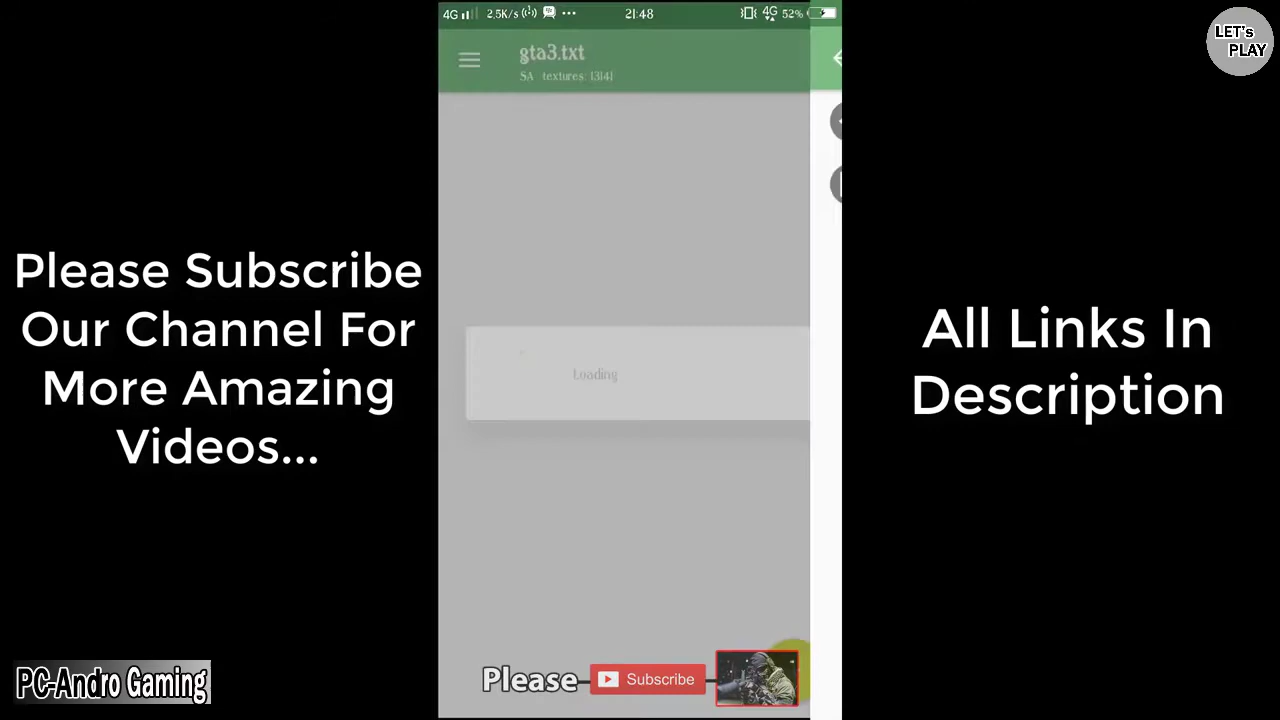 4G 2.5K/s 21:48 4G 52%
LET's
PLAY
gta3.txt
SA textures: [314]
Please Subscribe
Our Channel For
More Amazing
Videos...
All Links In
Description
Loading
Please Subscribe
PC-Andro Gaming